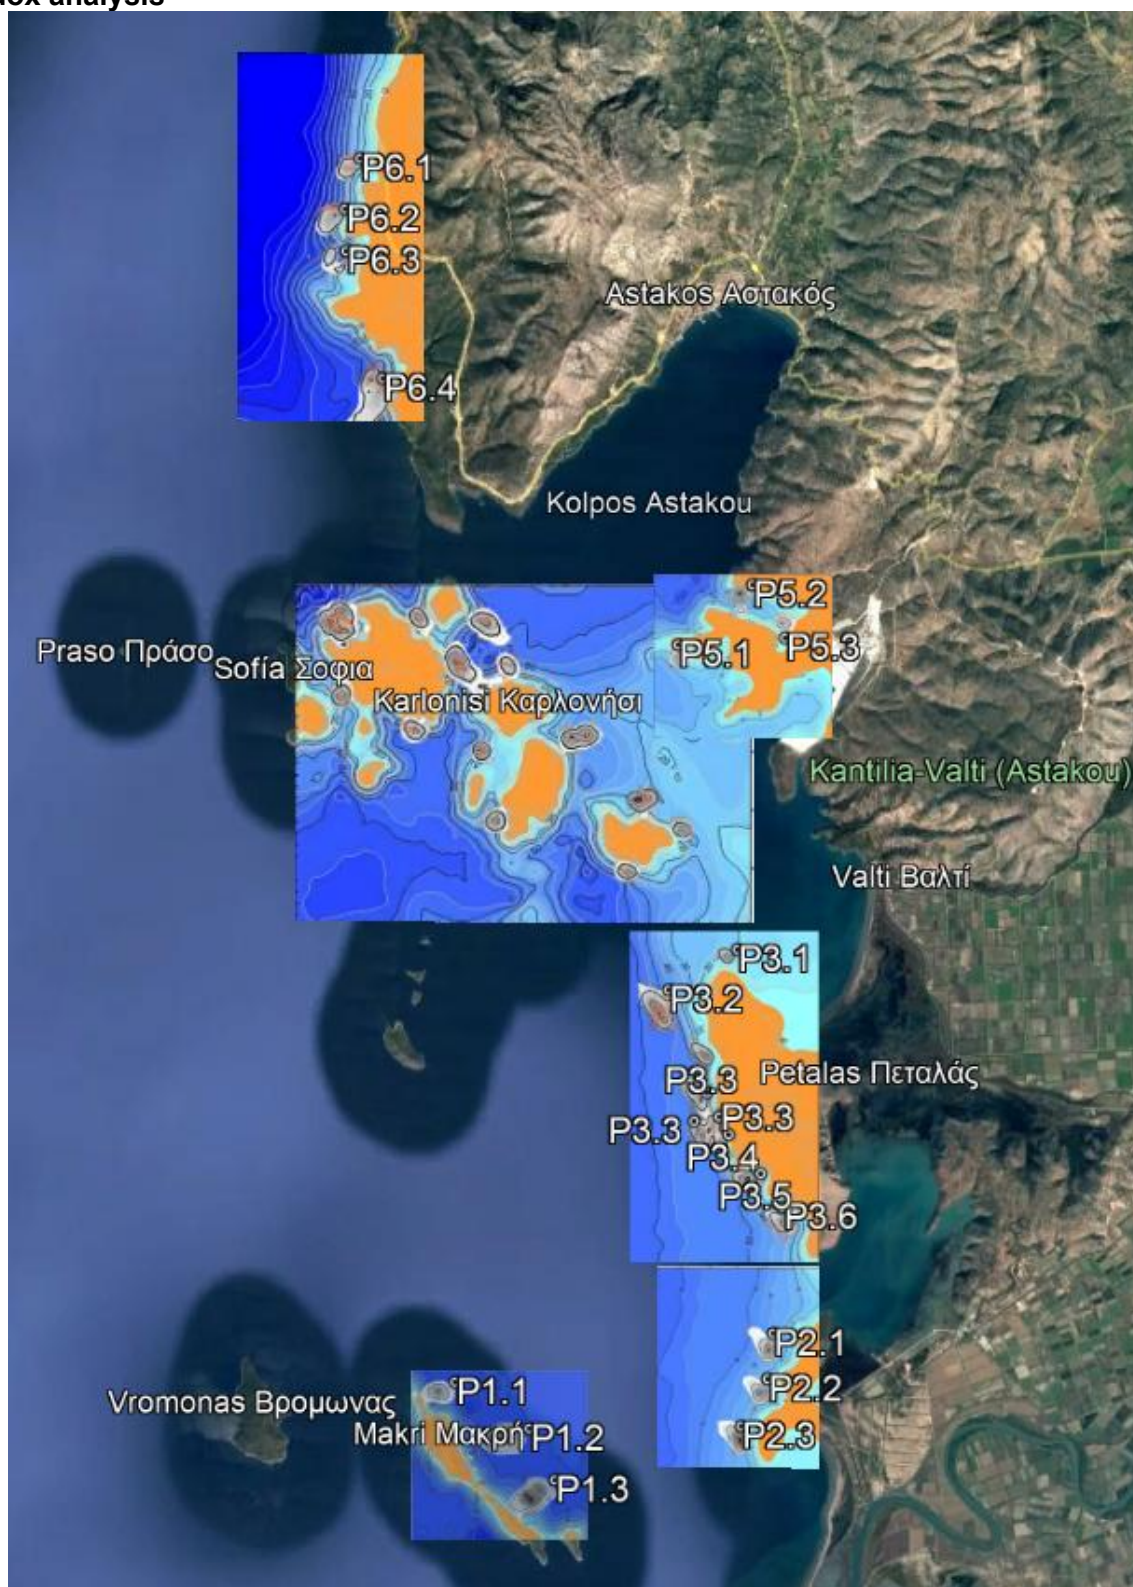 P6.1
P6.2
P6.3
Astakos Αστακός
P6.4
Kolpos Astakou
P5.2
Praso Πράσο
Sofía Σοφια
P5.1
P5.3
Karlonisi Καρλονήσι
Kantilia-Valti (Astakou)
Valti Βαλτί
P3.1
P3.2
Petalas Πεταλάς
P3.3
P3.3
P3.3
P3.4
P3.5
P3.6
P2.1
P1.1
P2.2
Vromonas Βρομωνας
Makri Μακρή
P1.2
P2.3
P1.3